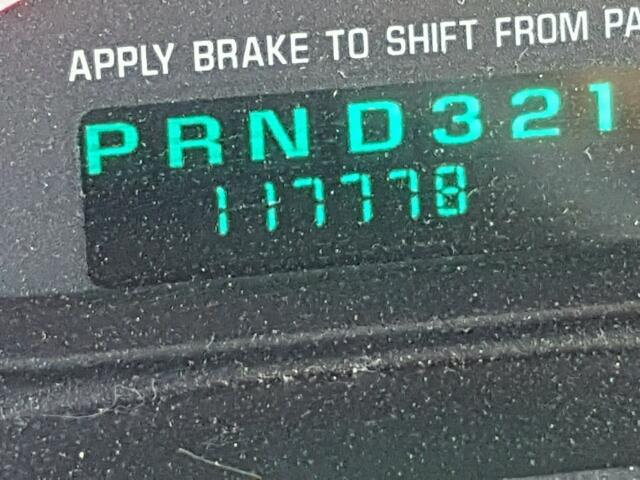 APPLY BRAKE TO SHIFT FROM PA
PRND321
117778